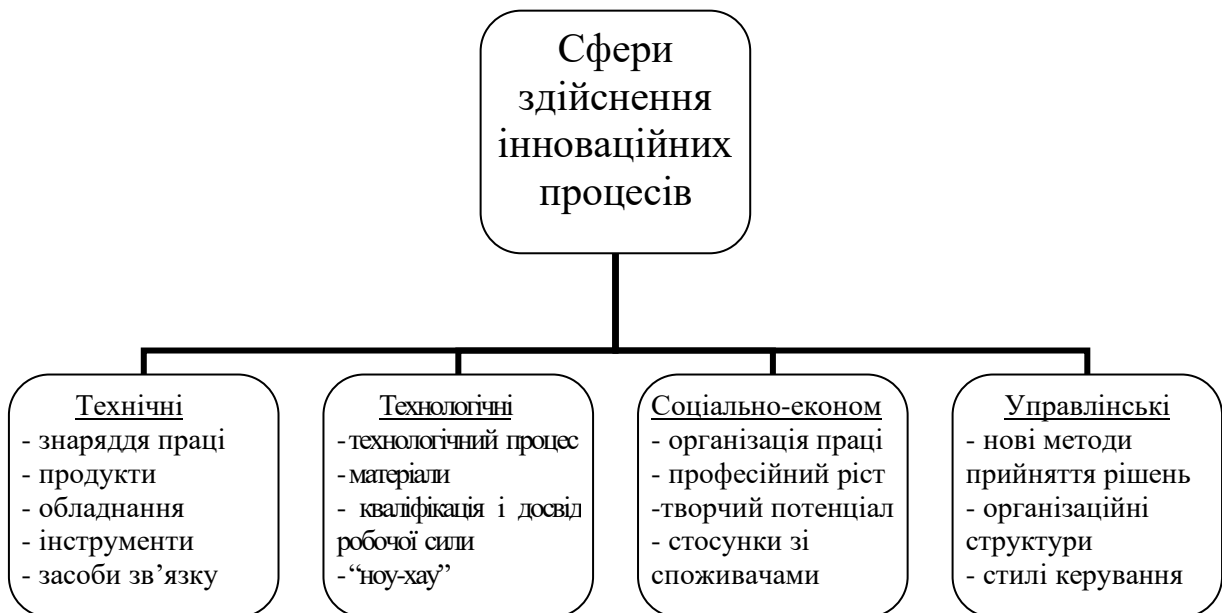 Сфери
здійснення
інноваційних
процесів
Технічні
- знаряддя праці
- продукти
- обладнання
- інструменти
- засоби зв’язку
Технологічні
-технологічний процес
-матеріали
- кваліфікація і досвід
робочої сили
-“ноу-хау”
Соціально-економ
- організація праці
- професійний ріст
-творчий потенціал
- стосунки зі
споживачами
Управлінські
- нові методи
прийняття рішень
- організаційні
структури
- стилі керування